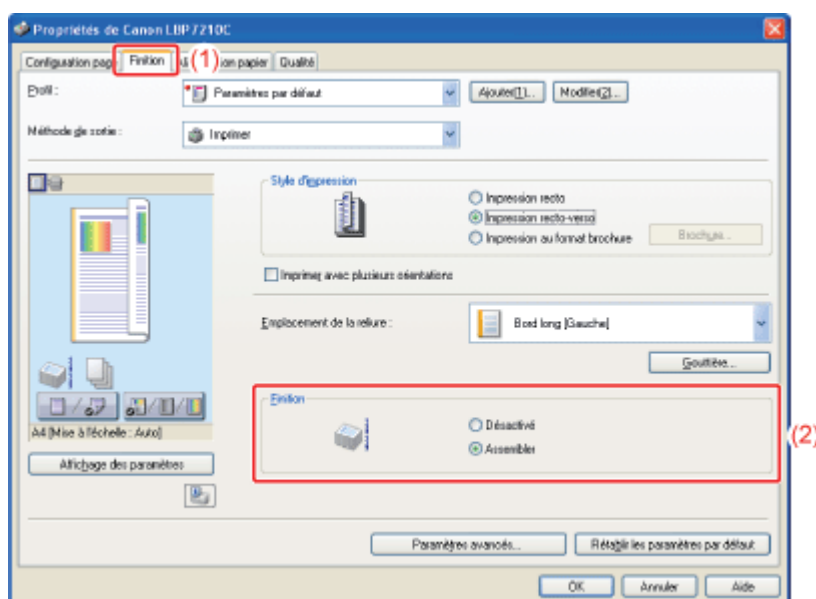 Propriétés de Canon LBP7210C
Configuration pag Finition (1) on papier Qualité
Profil : Paramètres par défaut Ajouter(1)... Modifier(2)...
Méthode de sortie : Imprimer
Style d'impression
Impression recto
Impression recto-verso
Impression au format brochure Brochure...
Imprimer avec plusieurs orientations
Emplacement de la reliure : Bord long [Gauche]
Gouttière...
Finition
Désactivé
Assembler
(2)
A4 [Mise à l'échelle : Auto]
Affichage des paramètres
Paramètres avancés... Rétablir les paramètres par défaut
OK Annuler Aide